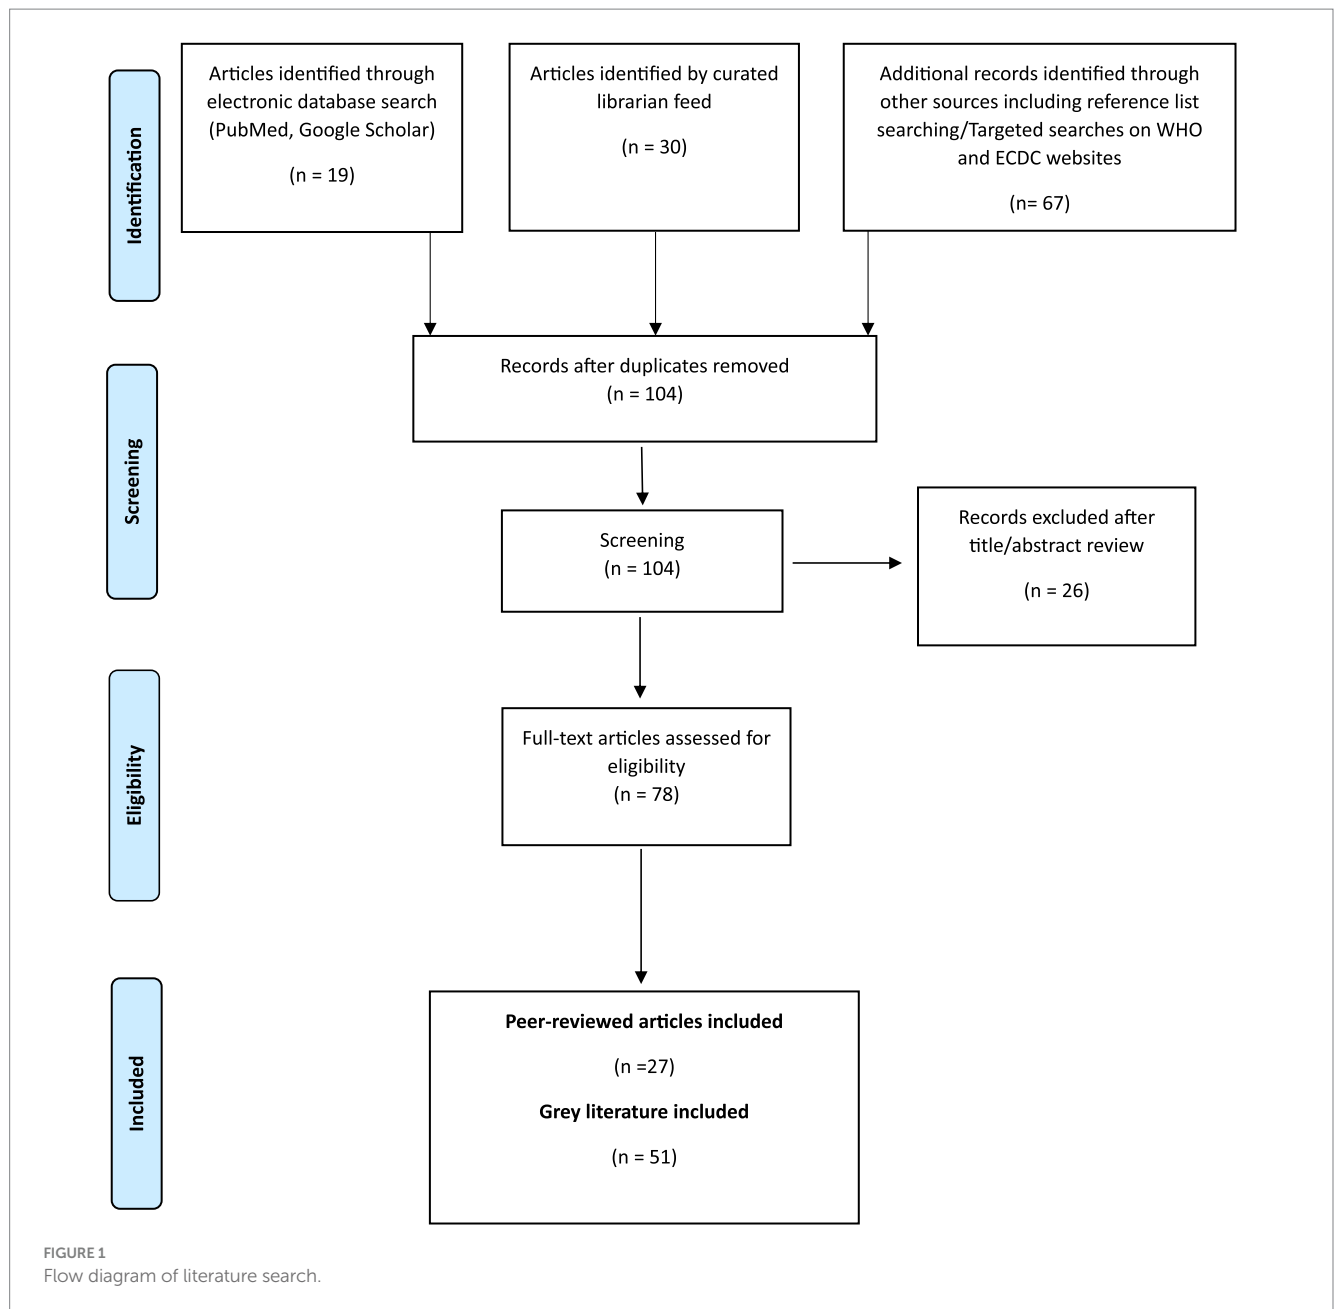 Identification
Articles identified through
electronic database search
(PubMed, Google Scholar)
(n = 19)
Articles identified by curated
librarian feed
(n = 30)
Additional records identified through
other sources including reference list
searching/Targeted searches on WHO
and ECDC websites
(n= 67)
Screening
Records after duplicates removed
(n = 104)
Screening
(n = 104)
Records excluded after
title/abstract review
(n = 26)
Eligibility
Full-text articles assessed for
eligibility
(n = 78)
Included
Peer-reviewed articles included
(n =27)
Grey literature included
(n = 51)
FIGURE 1
Flow diagram of literature search.